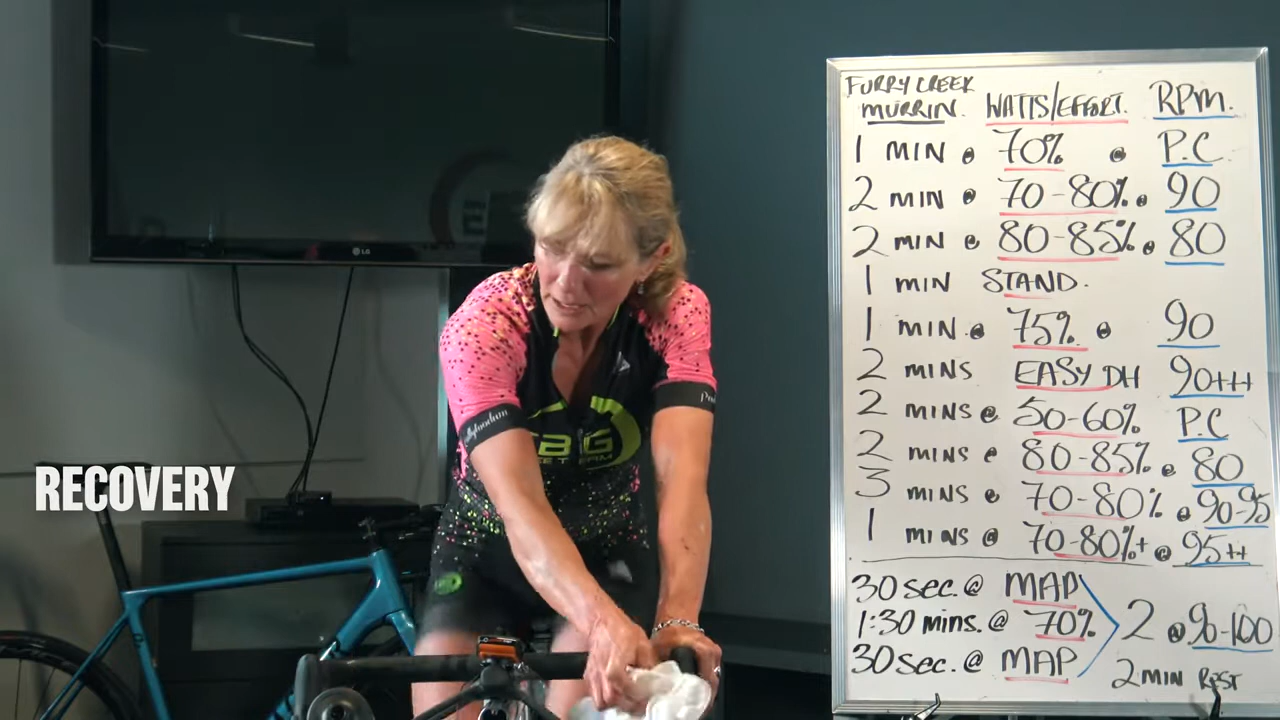 FURRY CREEK
MURRIN. WATTS/EFFORT. RPM.
1 MIN @ 70% @ P.C
2 MIN @ 70-80% @ 90
2 MIN @ 80-85% @ 80
1 MIN STAND.
1 MIN @ 75% @ 90
2 MINS EASY DH 90+++
2 MINS @ 50-60% P.C
2 MINS @ 80-85% @ 80
3 MINS @ 70-80% @ 90-95
1 MINS @ 70-80%+ @ 95++
30 sec. @ MAP
1:30 mins. @ 70% 2 @ 90-100
30 sec. @ MAP
2 MIN REST
RECOVERY
LG